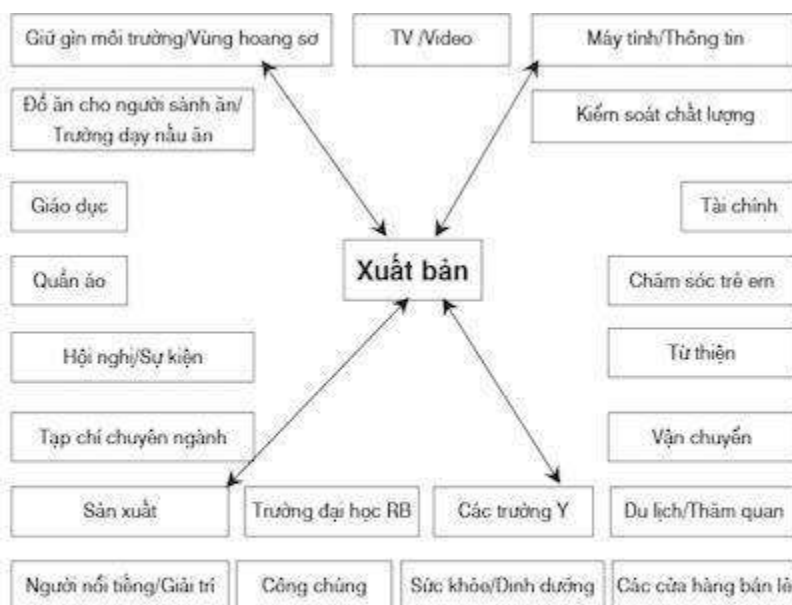 Giữ gìn môi trường/Vùng hoang sơ
TV /Video
Máy tính/Thông tin
Đồ ăn cho người sành ăn/
Trường dạy nấu ăn
Kiểm soát chất lượng
Giáo dục
Tài chính
Xuất bản
Quần áo
Chăm sóc trẻ em
Hội nghị/Sự kiện
Từ thiện
Tạp chí chuyên ngành
Vận chuyển
Sản xuất
Trường đại học RB
Các trường Y
Du lịch/Thăm quan
Người nổi tiếng/Giải trí
Công chúng
Sức khỏe/Dinh dưỡng
Các cửa hàng bán lẻ